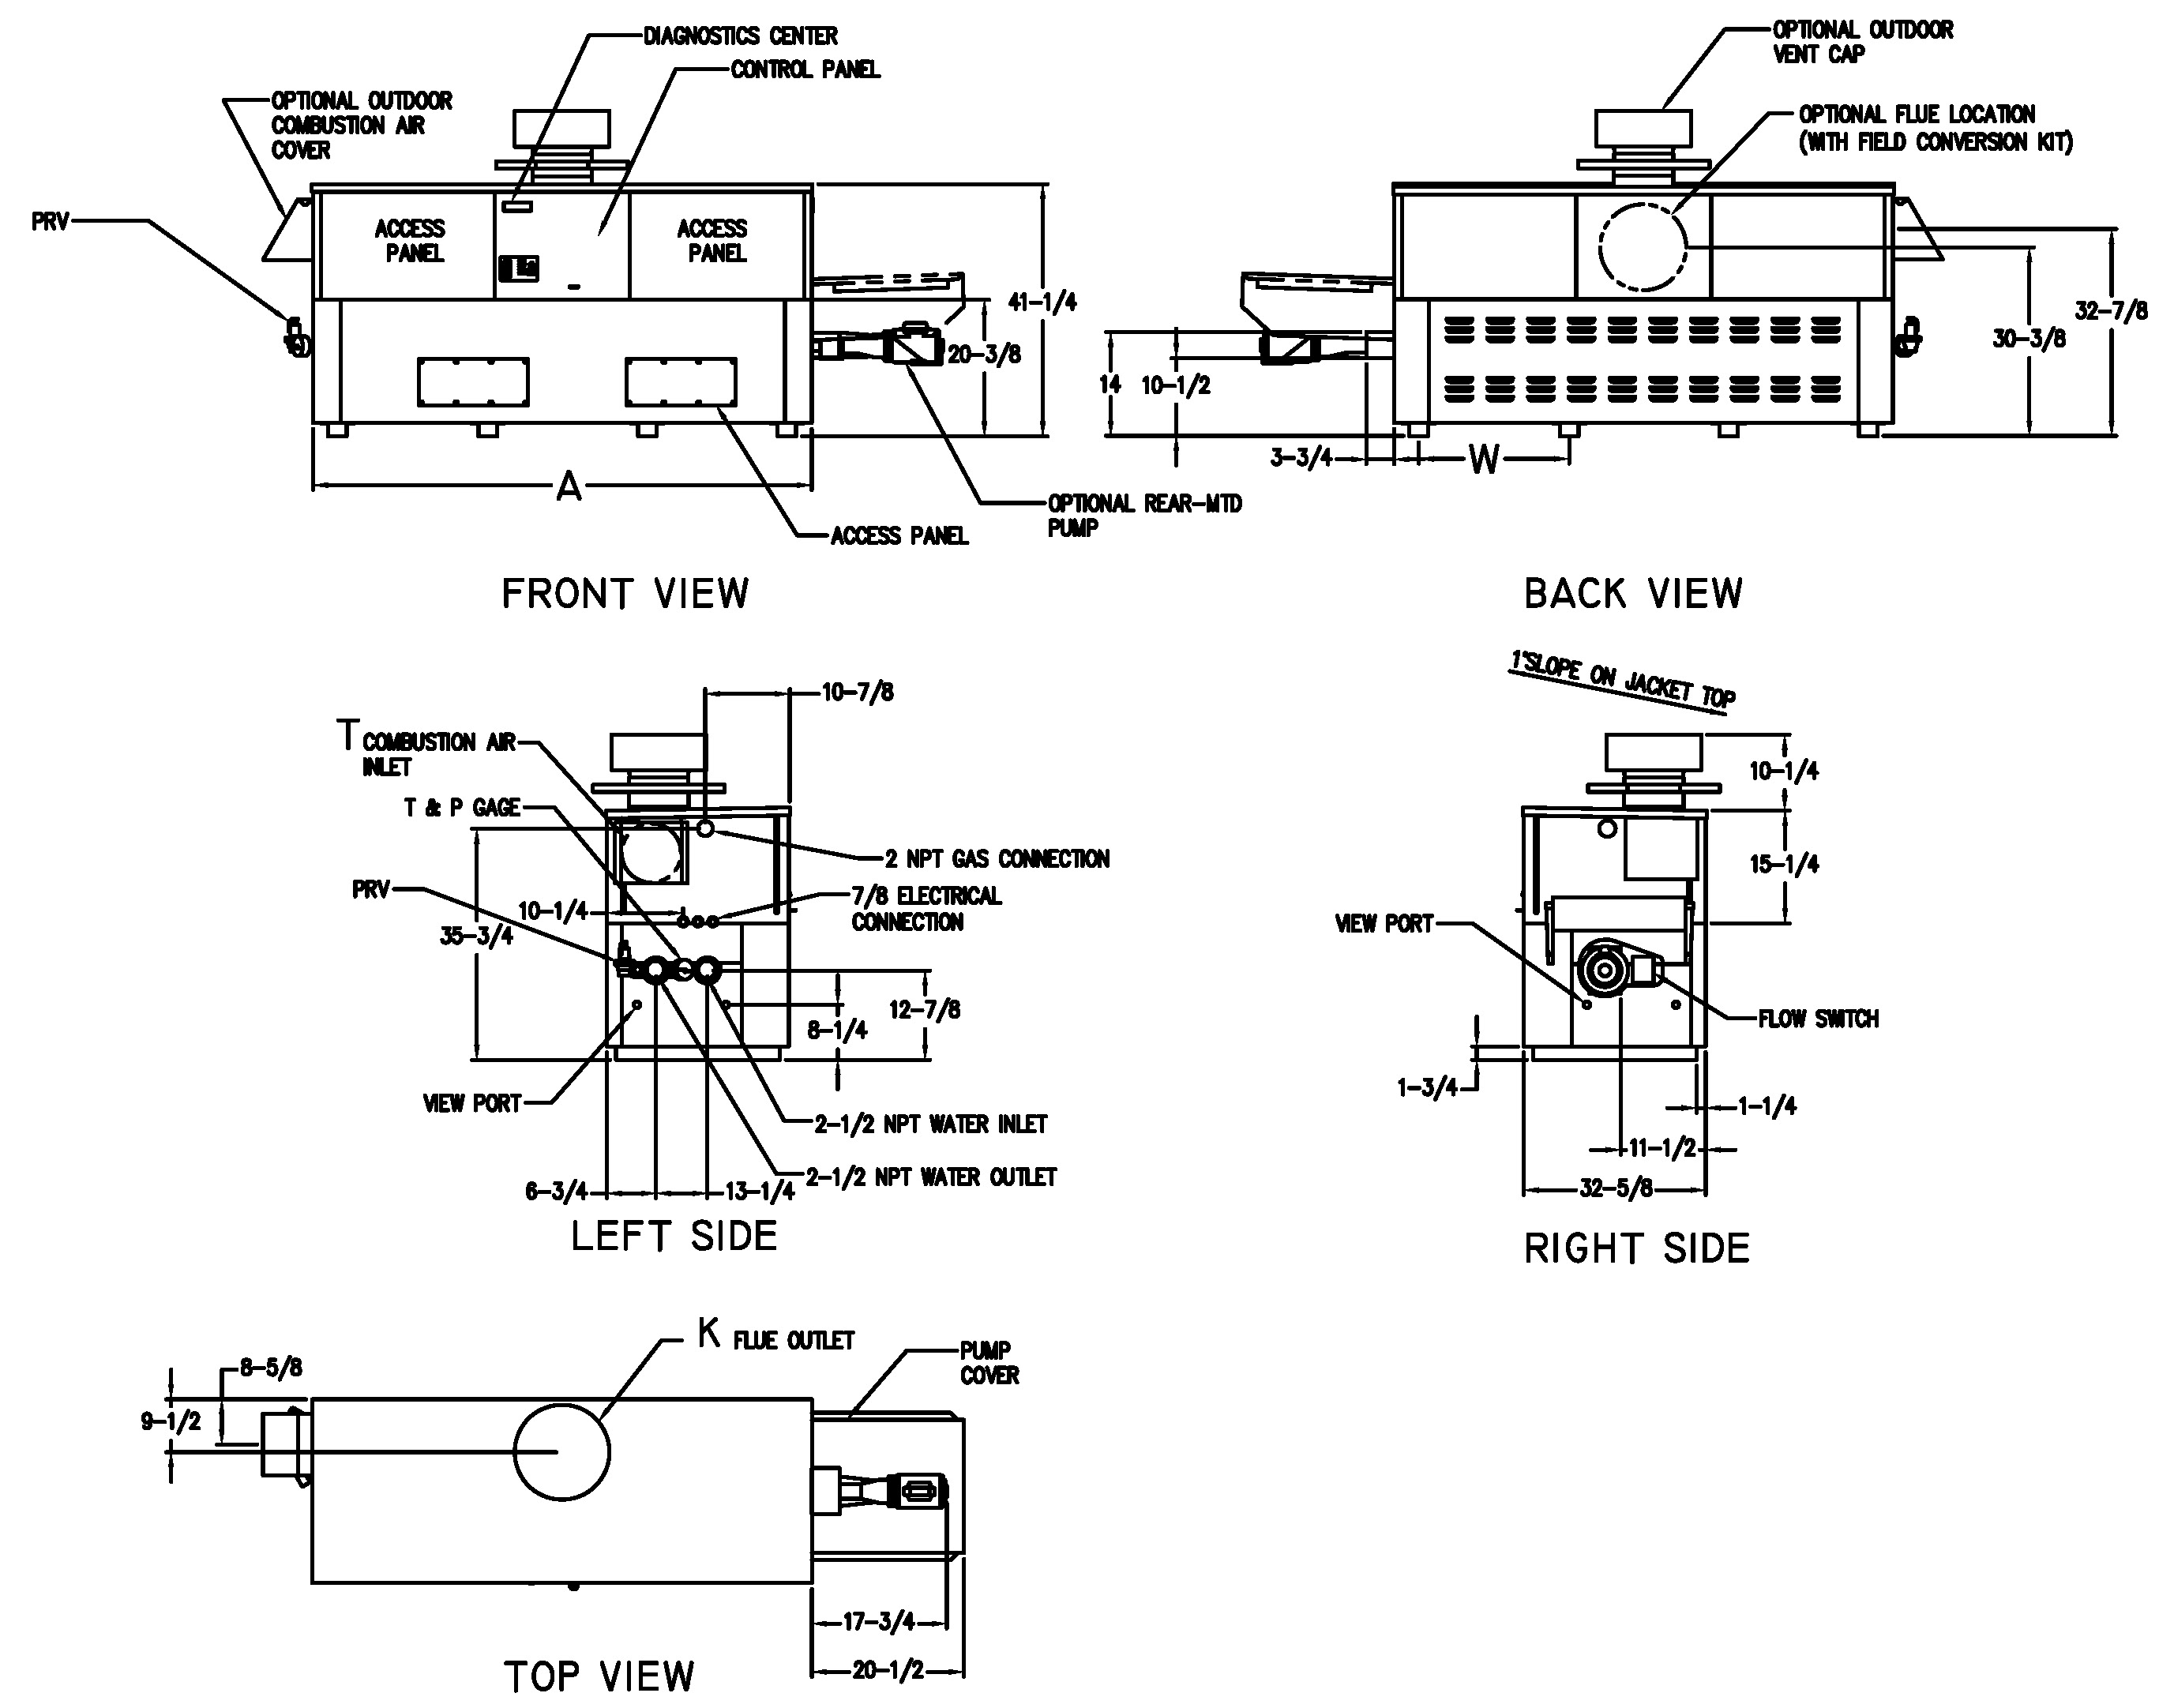 DIAGNOSTICS CENTER
CONTROL PANEL
OPTIONAL OUTDOOR
COMBUSTION AIR
COVER
PRV
ACCESS
PANEL
ACCESS
PANEL
41-1/4
20-3/8
A
OPTIONAL REAR-MTD
PUMP
ACCESS PANEL
FRONT VIEW
OPTIONAL OUTDOOR
VENT CAP
OPTIONAL FLUE LOCATION
(WITH FIELD CONVERSION KIT)
32-7/8
30-3/8
14
10-1/2
3-3/4
W
BACK VIEW
10-7/8
T COMBUSTION AIR
INLET
T & P GAGE
2 NPT GAS CONNECTION
PRV
7/8 ELECTRICAL
CONNECTION
10-1/4
35-3/4
12-7/8
8-1/4
VIEW PORT
2-1/2 NPT WATER INLET
2-1/2 NPT WATER OUTLET
6-3/4
13-1/4
LEFT SIDE
1"SLOPE ON JACKET TOP
10-1/4
15-1/4
VIEW PORT
FLOW SWITCH
1-3/4
1-1/4
11-1/2
32-5/8
RIGHT SIDE
K FLUE OUTLET
PUMP
COVER
8-5/8
9-1/2
17-3/4
20-1/2
TOP VIEW